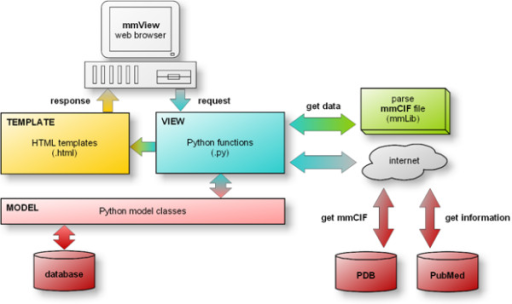 mmView
web browser
response
request
get data
parse
mmCIF file
(mmLib)
TEMPLATE
HTML templates
(.html)
VIEW
Python functions
(.py)
internet
MODEL
Python model classes
get mmCIF
get information
database
PDB
PubMed